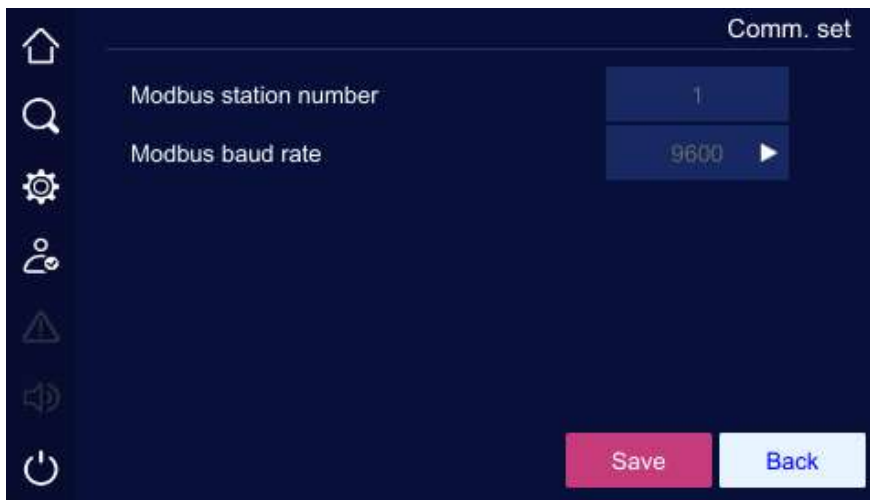 Comm. set
Modbus station number 1
Modbus baud rate 9600
Save Back